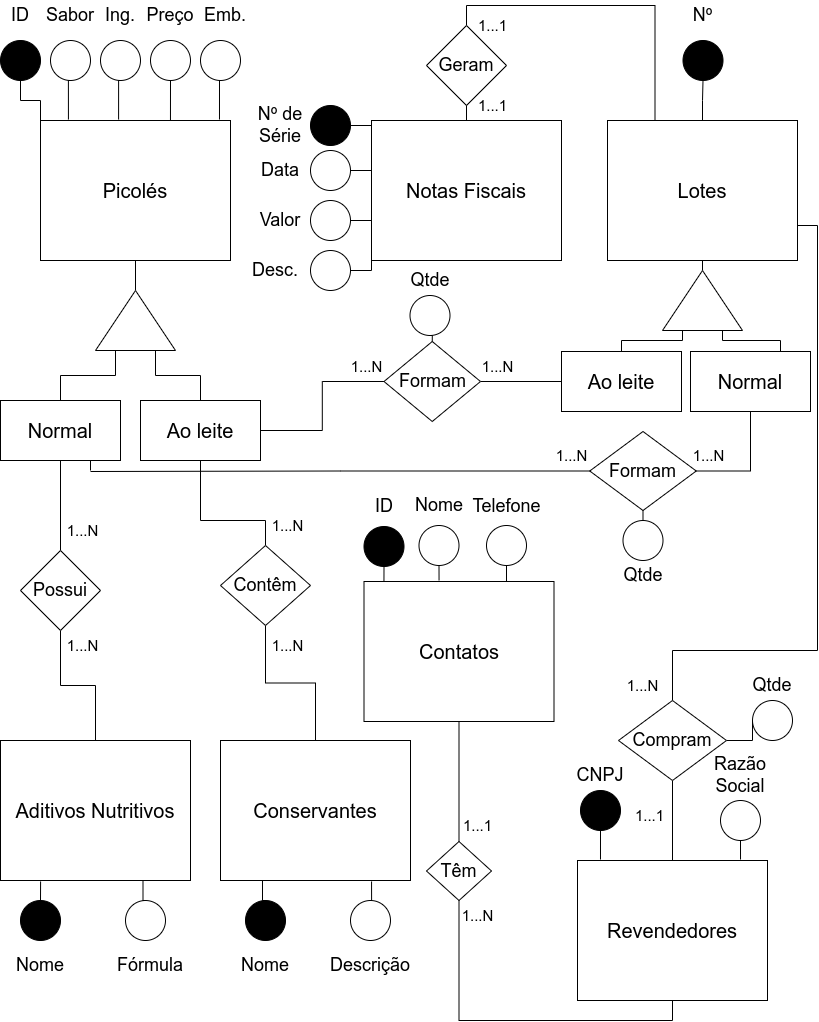 ID
Sabor
Ing.
Preço
Emb.
1...1
Geram
1...1
Nº
Nº de
Série
Data
Valor
Desc.
Picolés
Notas Fiscais
Lotes
Qtde
1...N
Formam
1...N
Ao leite
Normal
Normal
Ao leite
1...N
Formam
1...N
Qtde
ID
Nome
Telefone
1...N
Possui
1...N
1...N
Contêm
1...N
Contatos
1...N
Compram
Qtde
1...1
Razão
Social
CNPJ
Aditivos Nutritivos
Conservantes
1...1
Têm
1...N
Revendedores
Nome
Fórmula
Nome
Descrição